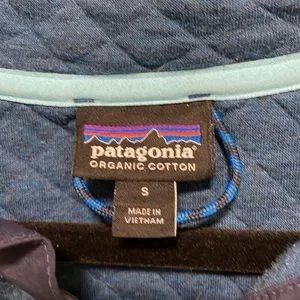 patagonia®
ORGANIC COTTON
S
MADE IN
VIETNAM